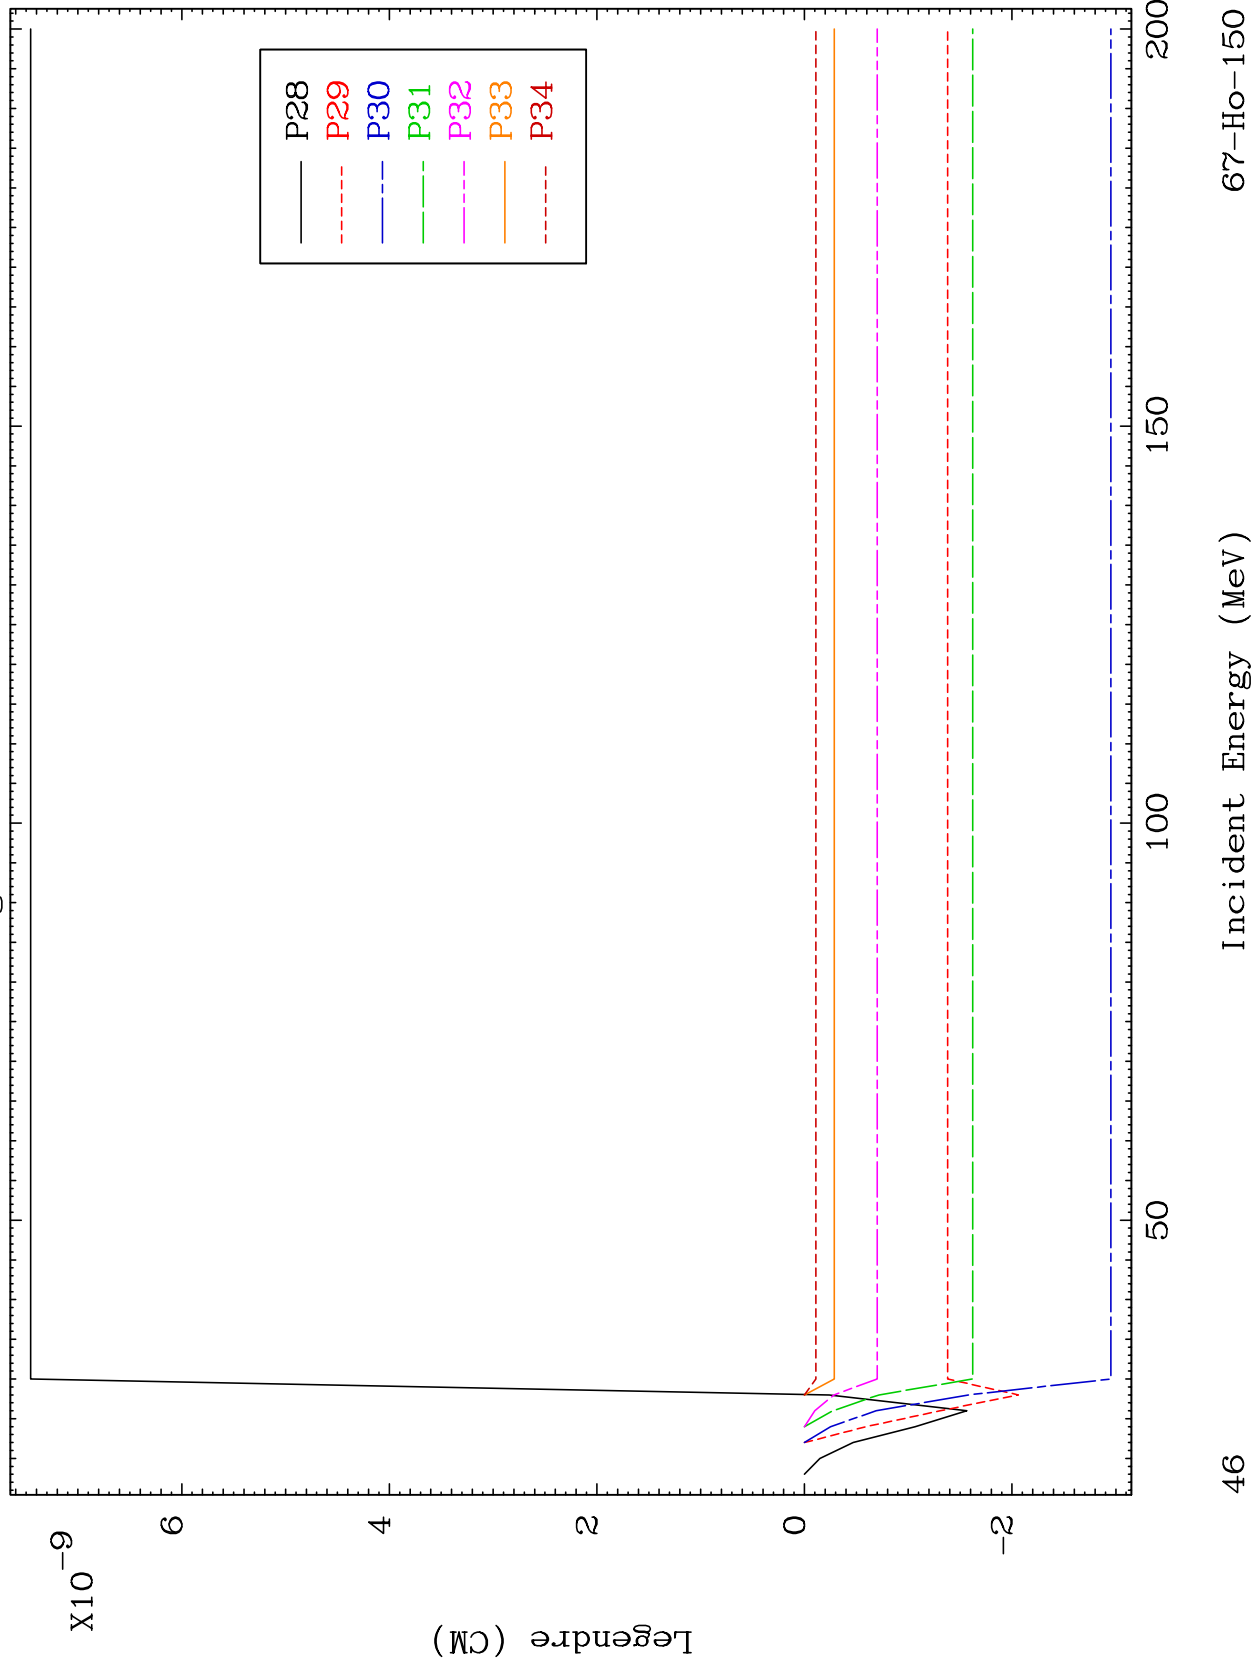 X10-9
6
4
2
0
-2
Legendre (CM)
P28
P29
P30
P31
P32
P33
P34
50
100
150
200
Incident Energy (MeV)
46
67-Ho-150